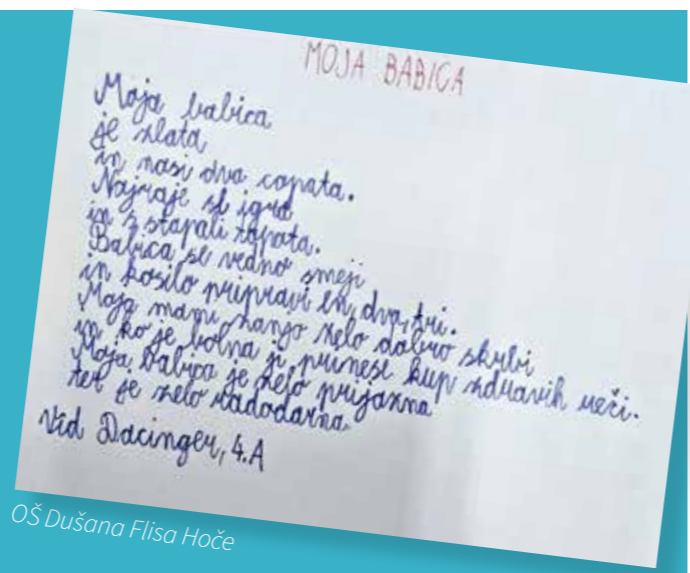 MOJA BABICA
Moja babica
je zlata
in nosi dva copata.
Najraje se igra
in s stopali ropota.
Babica se vedno smeji
in kosilo pripravi en, dva, tri.
Moja mami zanjo zelo dobro skrbi
in ko je bolna ji prinese kup zdravih reči.
Moja babica je zelo prijazna
ter je zelo radodarna.
Vid Dacinger, 4.A
OŠ Dušana Flisa Hoče